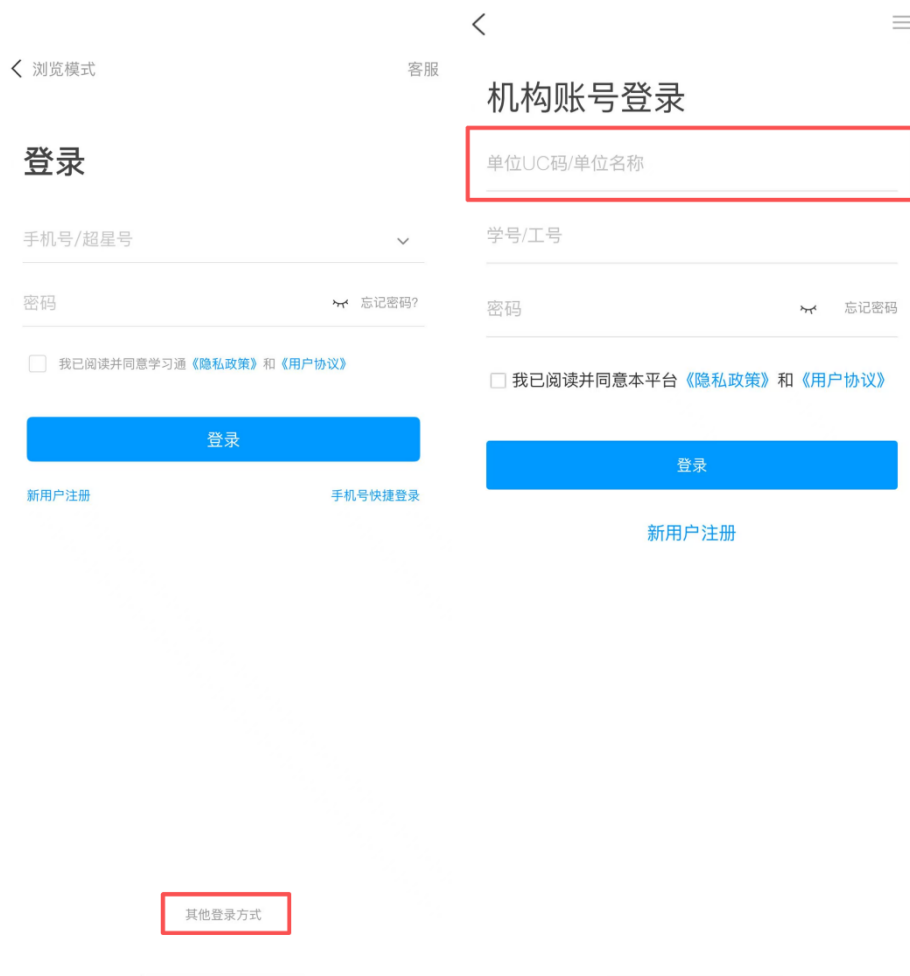 浏览模式
客服
登录
手机号/超星号
密码
忘记密码?
我已阅读并同意学习通《隐私政策》和《用户协议》
登录
新用户注册
手机号快捷登录
其他登录方式
机构账号登录
单位UC码/单位名称
学号/工号
密码
忘记密码
我已阅读并同意本平台《隐私政策》和《用户协议》
登录
新用户注册